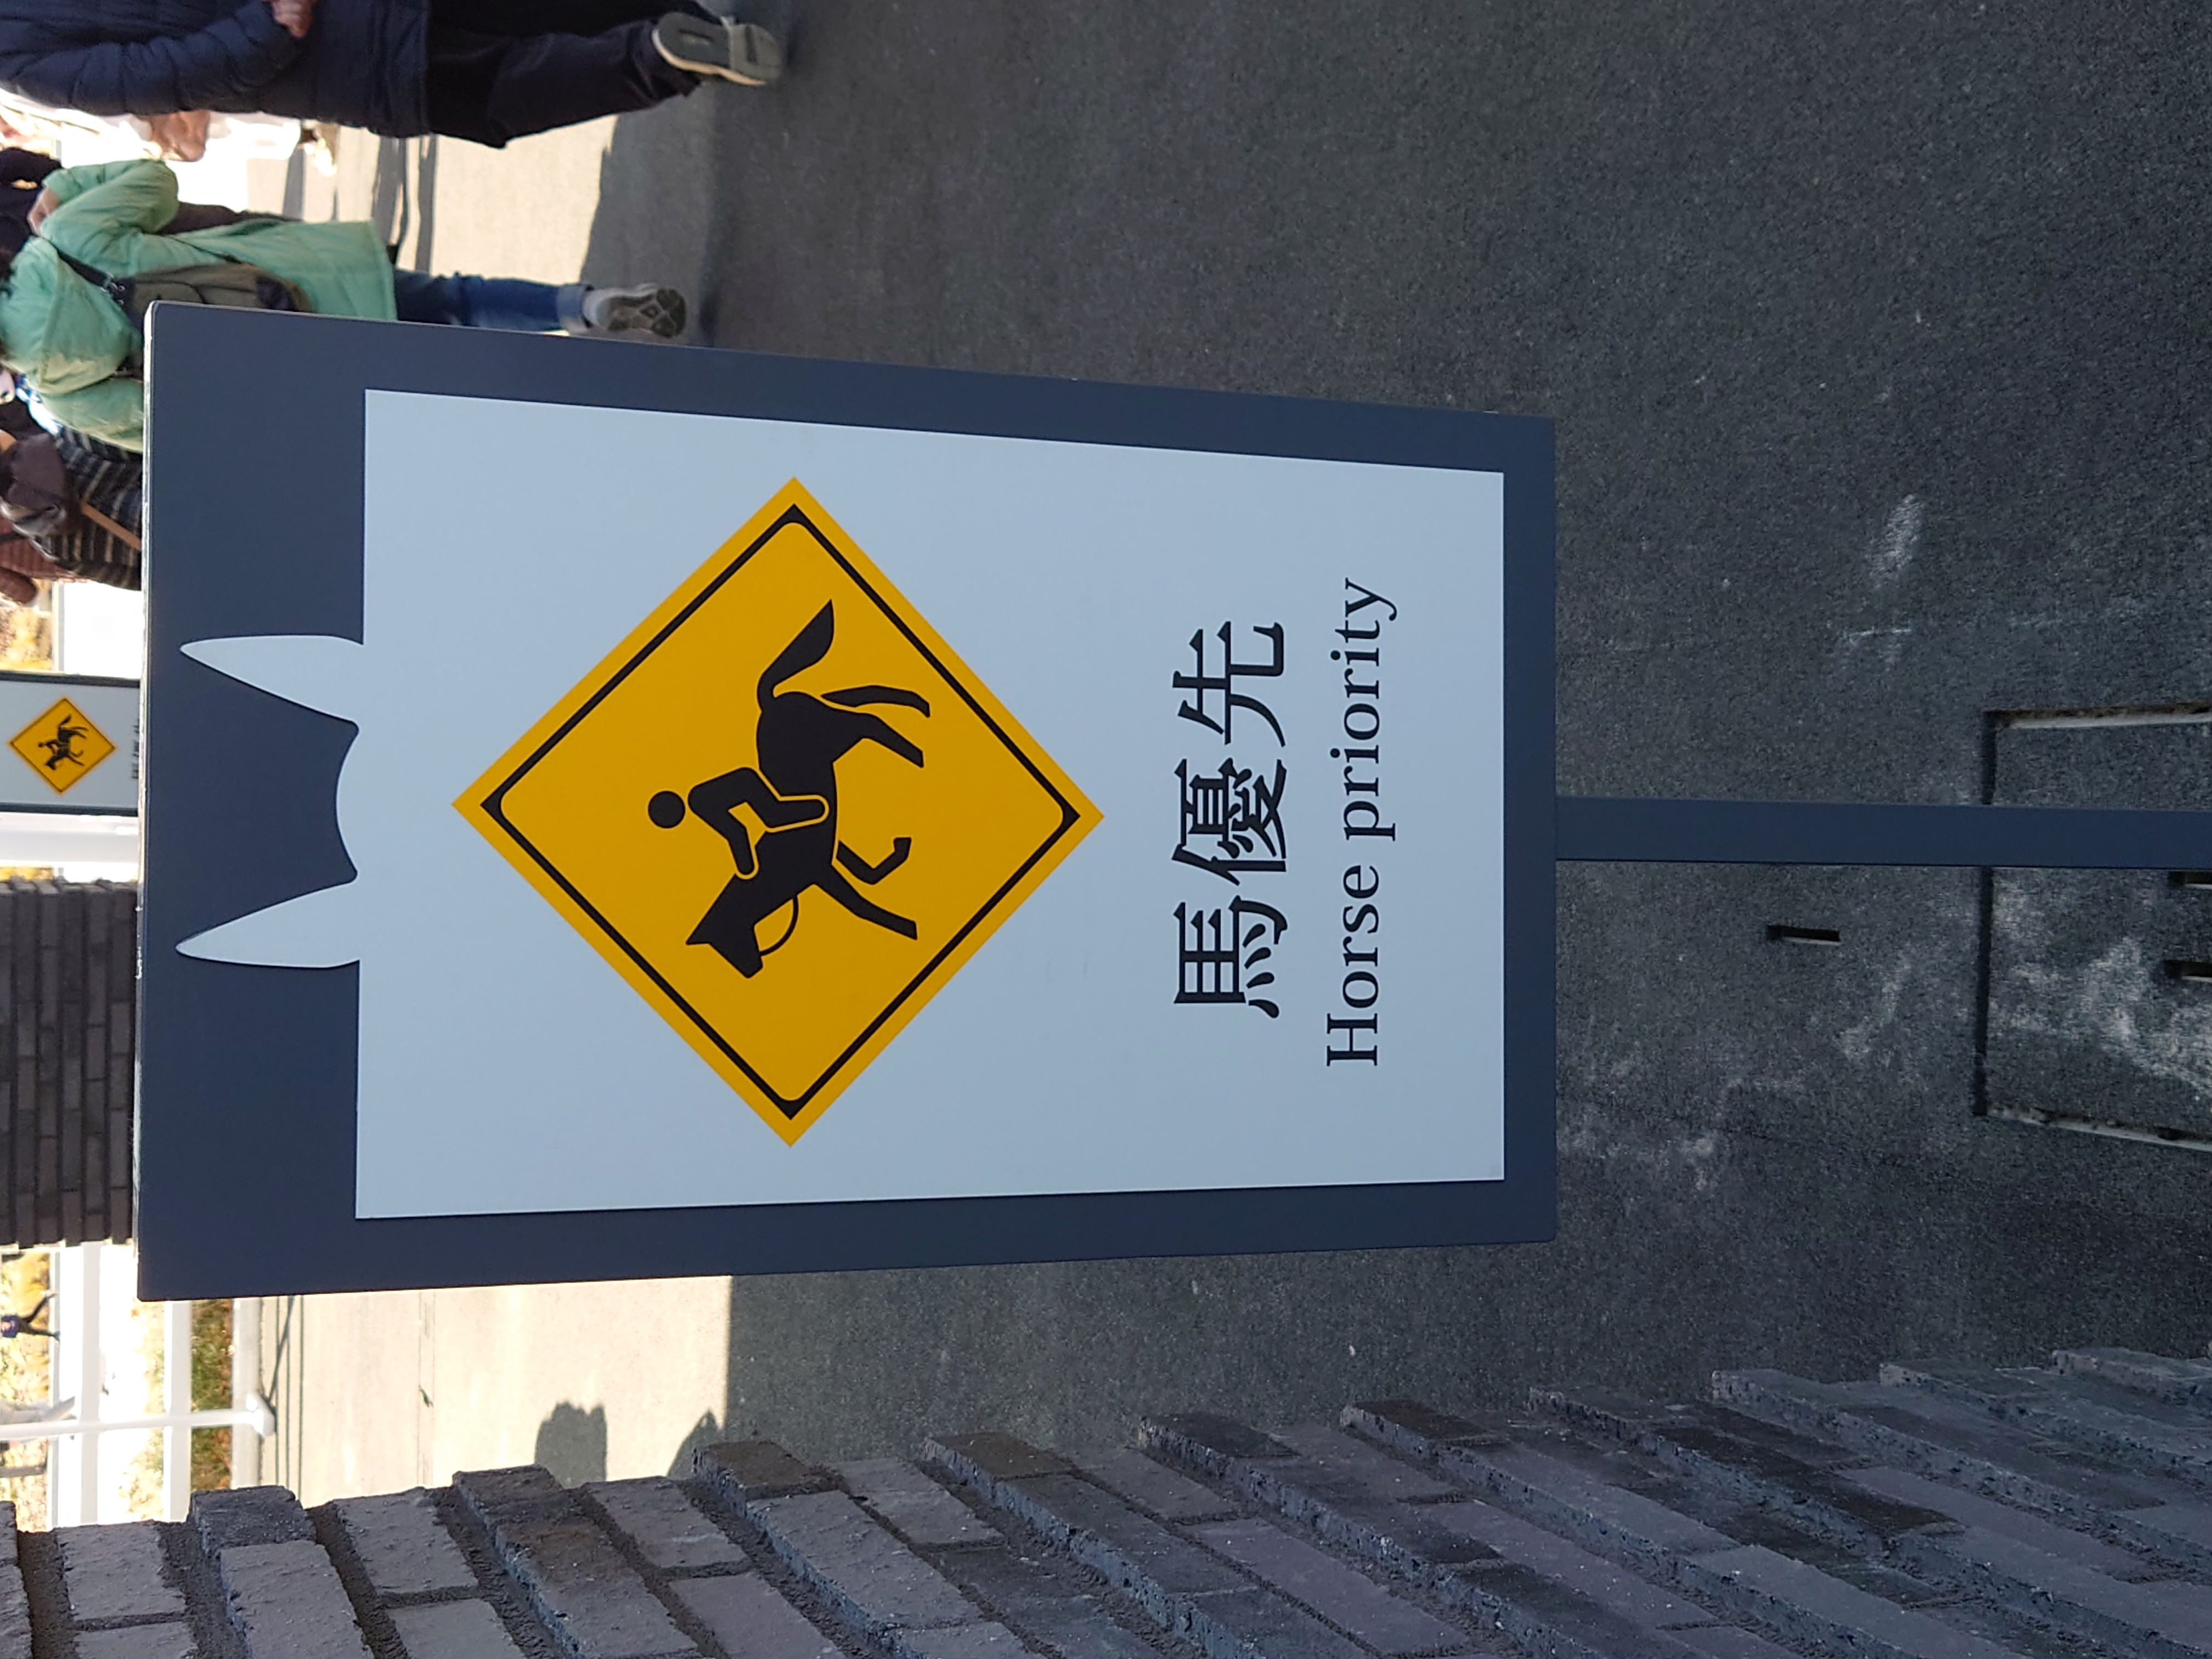 馬優先
Horse priority